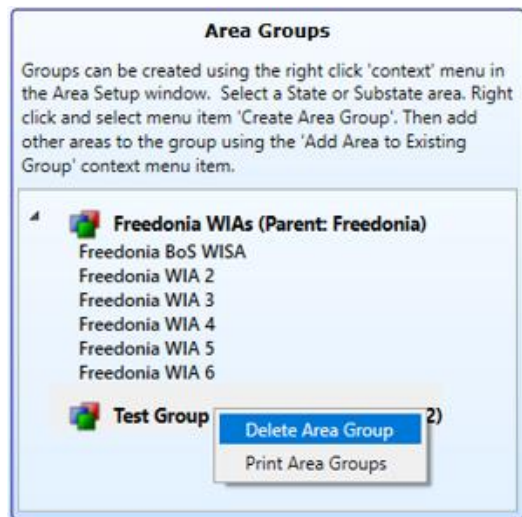 Area Groups
Groups can be created using the right click 'context' menu in
the Area Setup window. Select a State or Substate area. Right
click and select menu item 'Create Area Group'. Then add
other areas to the group using the 'Add Area to Existing
Group' context menu item.
Freedonia WIAs (Parent: Freedonia)
Freedonia BoS WISA
Freedonia WIA 2
Freedonia WIA 3
Freedonia WIA 4
Freedonia WIA 5
Freedonia WIA 6
Test Group 2)
Delete Area Group
Print Area Groups